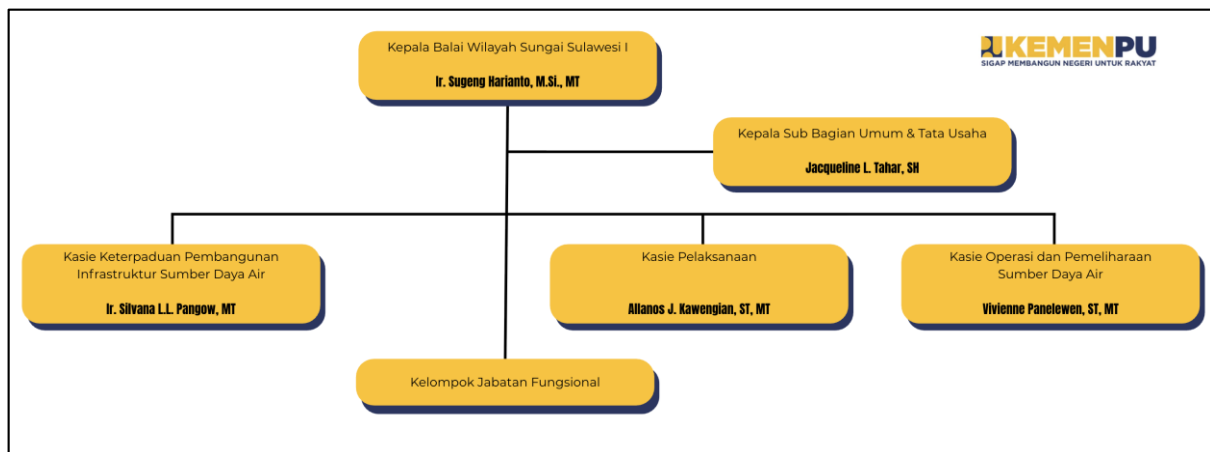 Kepala Balai Wilayah Sungai Sulawesi I
Ir. Sugeng Harianto, M.Si., MT
KEMENPU
SIGAP MEMBANGUN NEGERI UNTUK RAKYAT
Kepala Sub Bagian Umum & Tata Usaha
Jacqueline L. Tahar, SH
Kasie Keterpaduan Pembangunan
Infrastruktur Sumber Daya Air
Ir. Silvana L.L. Pangow, MT
Kasie Pelaksanaan
Allanos J. Kawengian, ST, MT
Kasie Operasi dan Pemeliharaan
Sumber Daya Air
Vivienne Panelewen, ST, MT
Kelompok Jabatan Fungsional